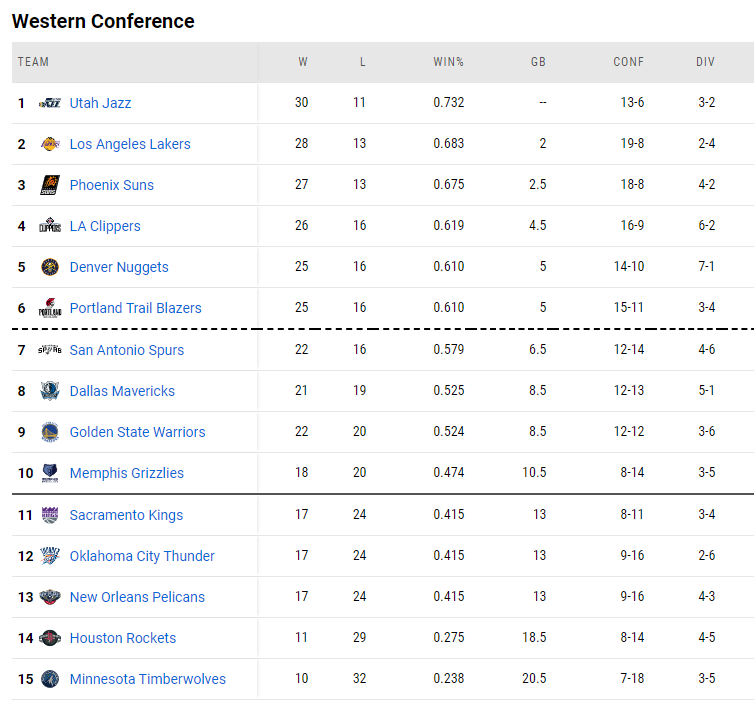 Western Conference
TEAM W L WIN% GB CONF DIV
1 Utah Jazz 30 11 0.732 -- 13-6 3-2
2 Los Angeles Lakers 28 13 0.683 2 19-8 2-4
3 Phoenix Suns 27 13 0.675 2.5 18-8 4-2
4 LA Clippers 26 16 0.619 4.5 16-9 6-2
5 Denver Nuggets 25 16 0.610 5 14-10 7-1
6 Portland Trail Blazers 25 16 0.610 5 15-11 3-4
7 San Antonio Spurs 22 16 0.579 6.5 12-14 4-6
8 Dallas Mavericks 21 19 0.525 8.5 12-13 5-1
9 Golden State Warriors 22 20 0.524 8.5 12-12 3-6
10 Memphis Grizzlies 18 20 0.474 10.5 8-14 3-5
11 Sacramento Kings 17 24 0.415 13 8-11 3-4
12 Oklahoma City Thunder 17 24 0.415 13 9-16 2-6
13 New Orleans Pelicans 17 24 0.415 13 9-16 4-3
14 Houston Rockets 11 29 0.275 18.5 8-14 4-5
15 Minnesota Timberwolves 10 32 0.238 20.5 7-18 3-5